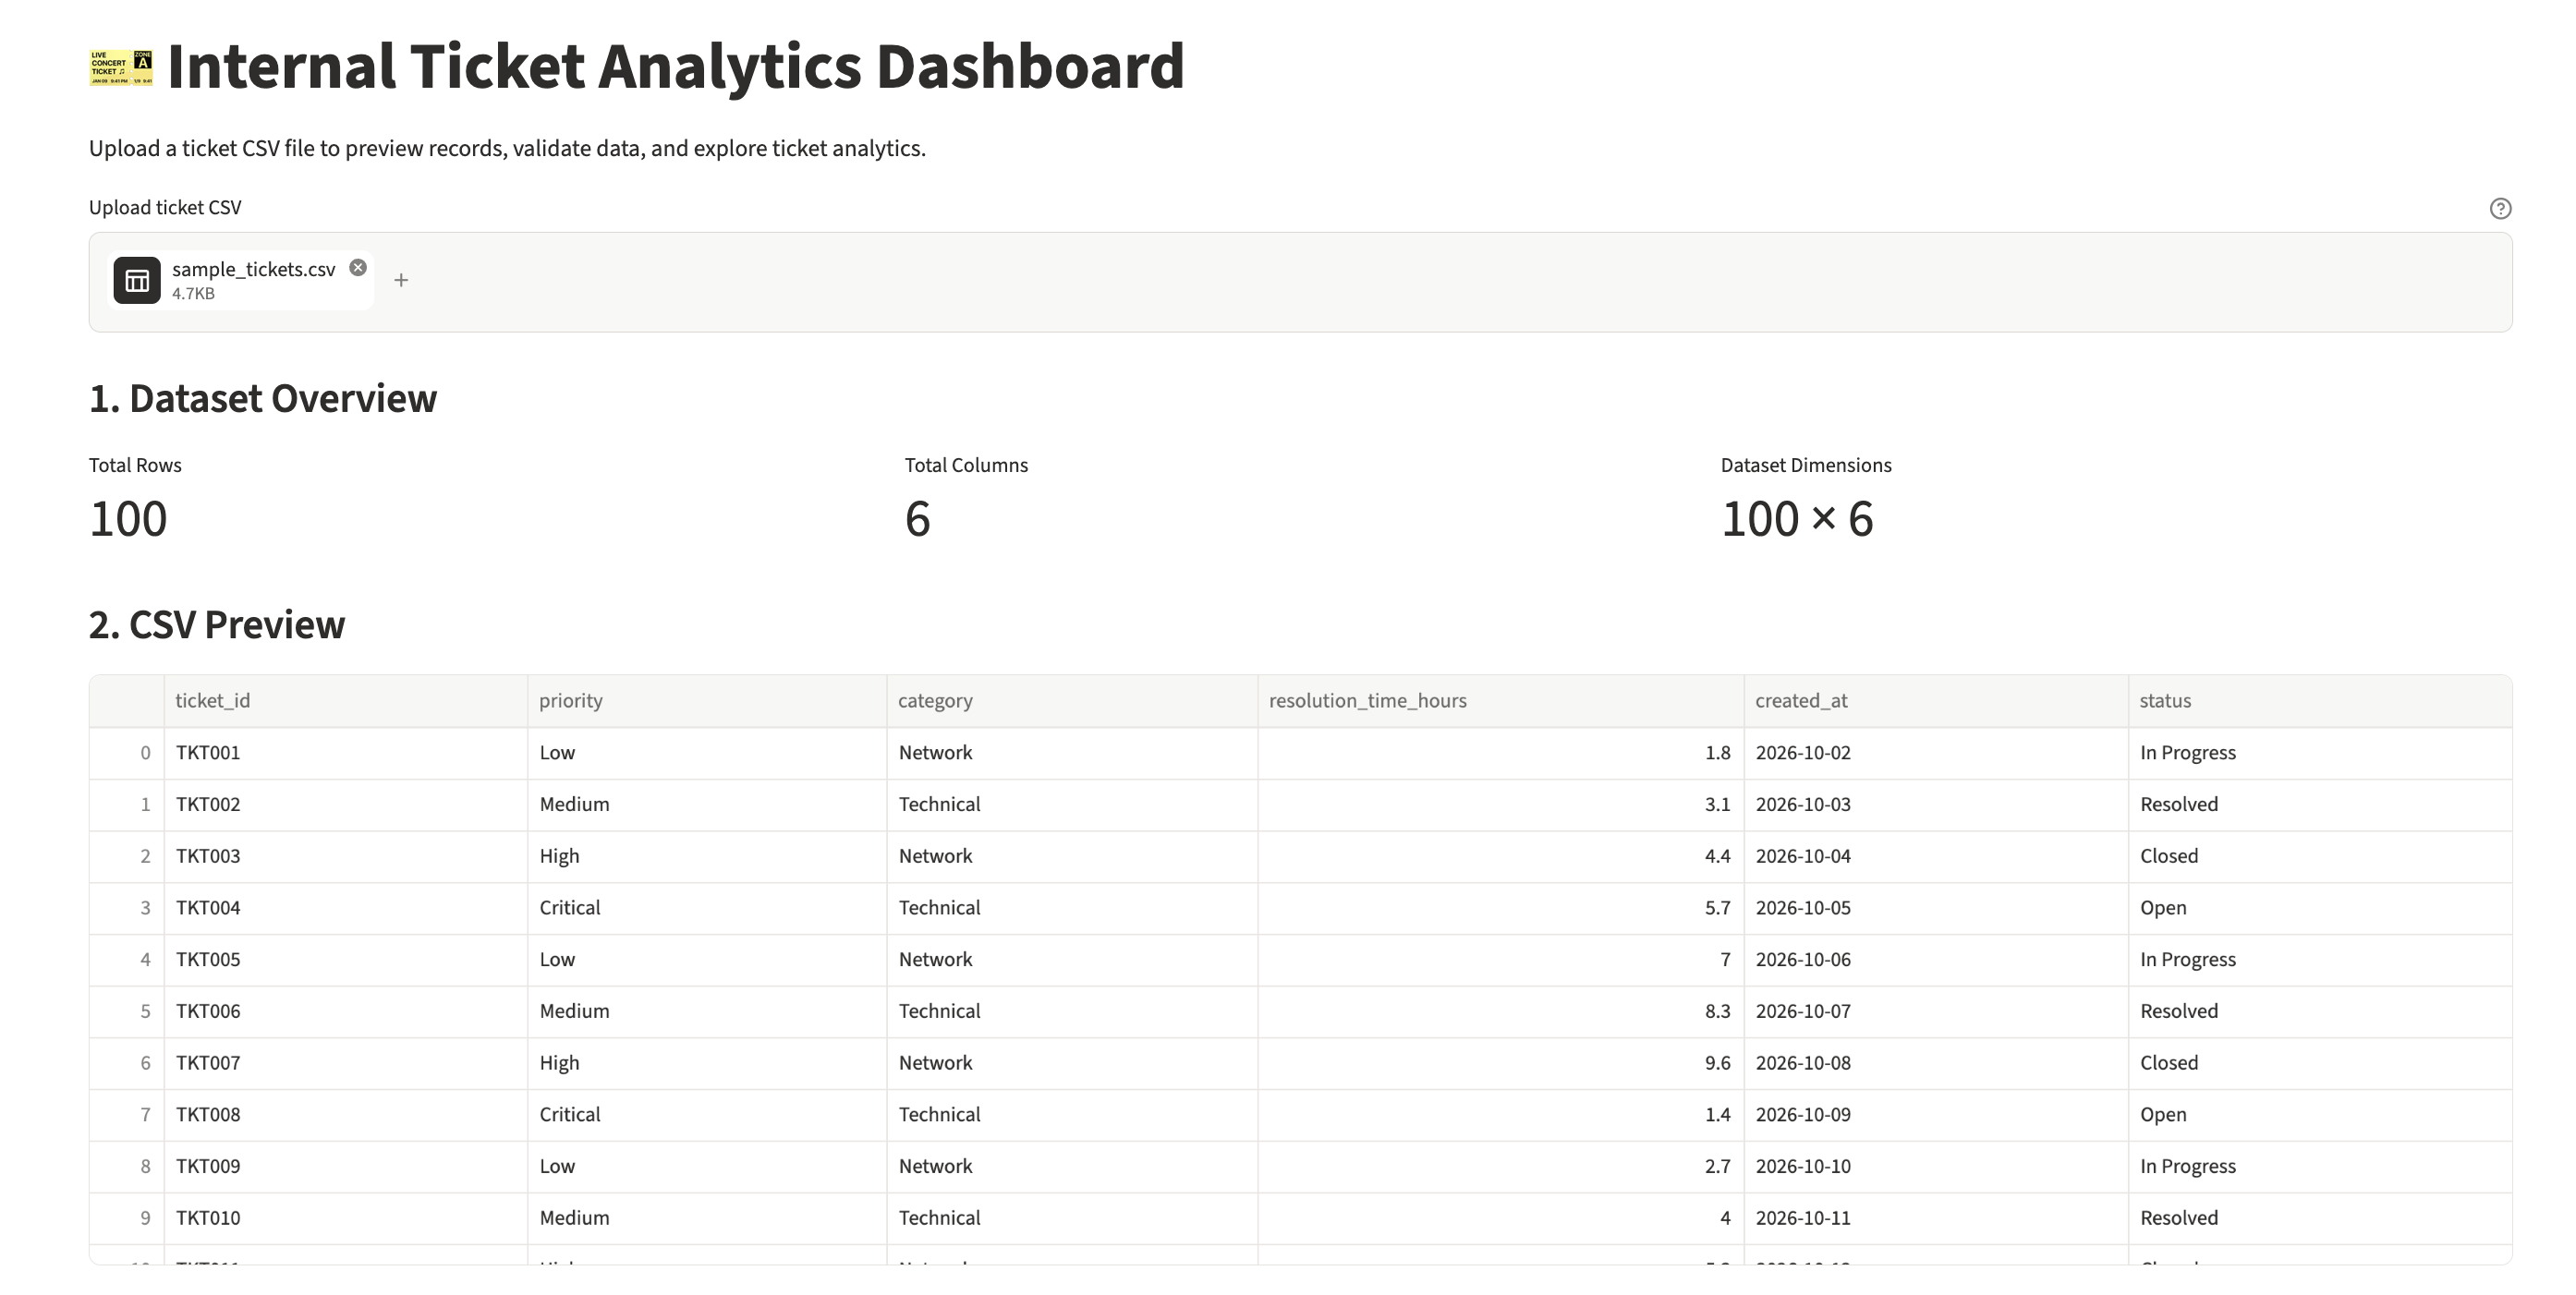 LIVE
CONCERT
TICKET
ZONE
A
Internal Ticket Analytics Dashboard
Upload a ticket CSV file to preview records, validate data, and explore ticket analytics.
Upload ticket CSV
sample_tickets.csv
4.7KB
1. Dataset Overview
Total Rows Total Columns Dataset Dimensions
100 6 100 × 6
2. CSV Preview
ticket_id priority category resolution_time_hours created_at status
0 TKT001 Low Network 1.8 2026-10-02 In Progress
1 TKT002 Medium Technical 3.1 2026-10-03 Resolved
2 TKT003 High Network 4.4 2026-10-04 Closed
3 TKT004 Critical Technical 5.7 2026-10-05 Open
4 TKT005 Low Network 7 2026-10-06 In Progress
5 TKT006 Medium Technical 8.3 2026-10-07 Resolved
6 TKT007 High Network 9.6 2026-10-08 Closed
7 TKT008 Critical Technical 1.4 2026-10-09 Open
8 TKT009 Low Network 2.7 2026-10-10 In Progress
9 TKT010 Medium Technical 4 2026-10-11 Resolved